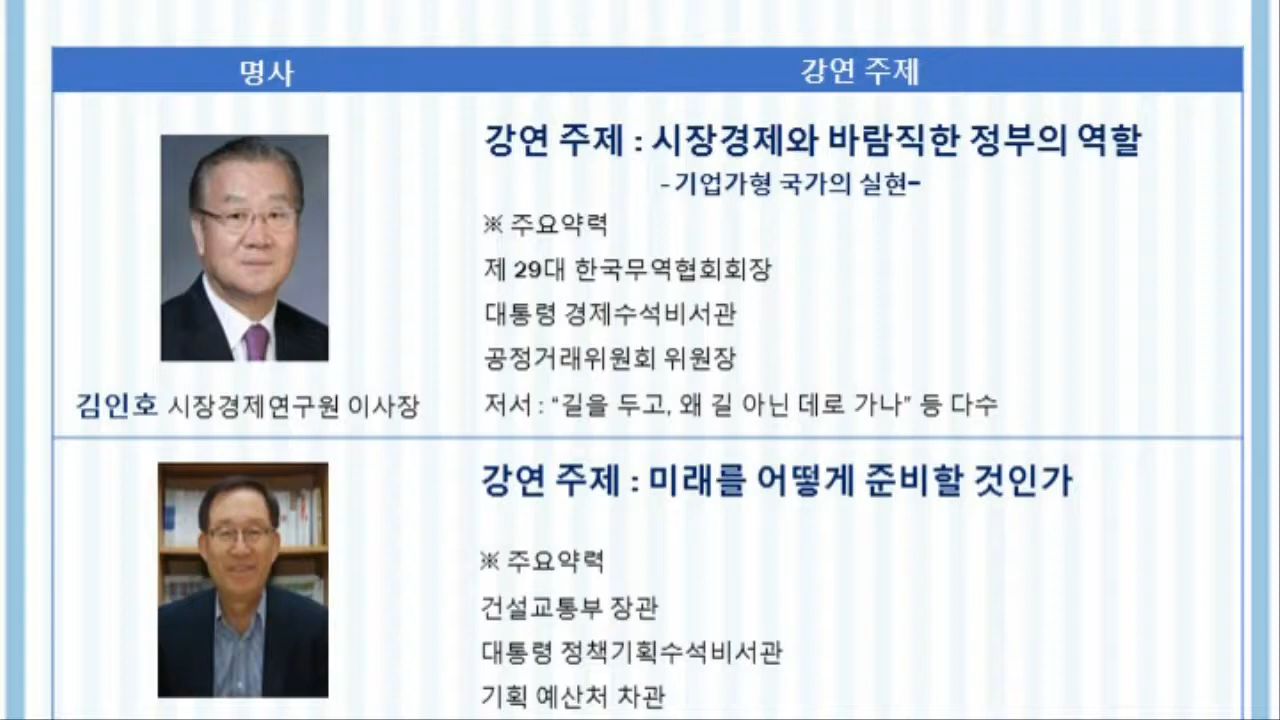 명사
강연 주제
강연 주제 : 시장경제와 바람직한 정부의 역할
-기업가형 국가의 실현-
※ 주요약력
제 29대 한국무역협회회장
대통령 경제수석비서관
공정거래위원회 위원장
김인호 시장경제연구원 이사장
저서 : “길을 두고, 왜 길 아닌 데로 가나” 등 다수
강연 주제 : 미래를 어떻게 준비할 것인가
※ 주요약력
건설교통부 장관
대통령 정책기획수석비서관
기획 예산처 차관